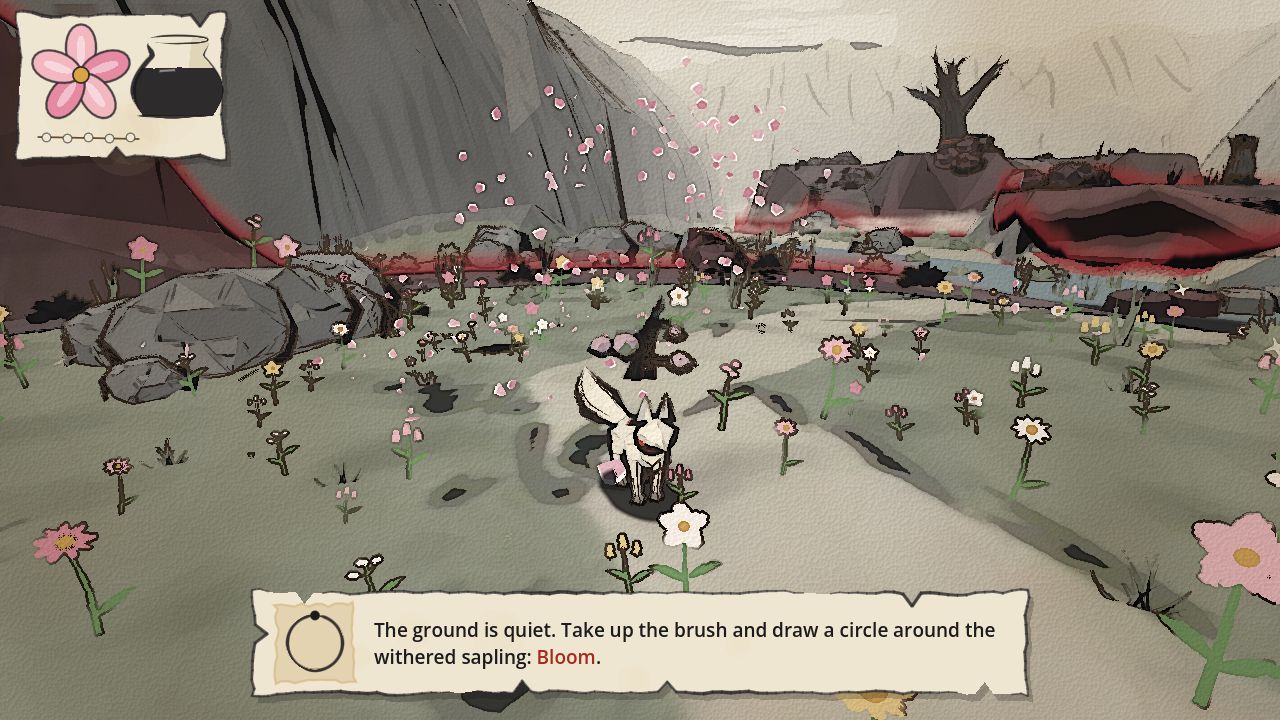 The ground is quiet. Take up the brush and draw a circle around the
withered sapling: Bloom.